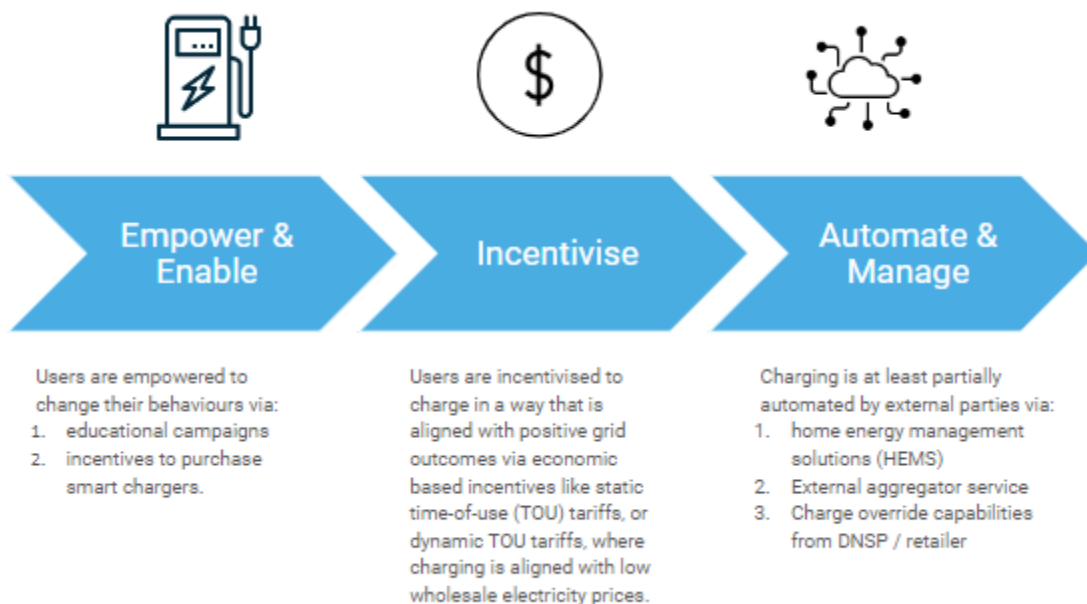 Empower &
Enable
Incentivise
Automate &
Manage
Users are empowered to
change their behaviours via:
1. educational campaigns
2. incentives to purchase
smart chargers.
Users are incentivised to
charge in a way that is
aligned with positive grid
outcomes via economic
based incentives like static
time-of-use (TOU) tariffs, or
dynamic TOU tariffs, where
charging is aligned with low
wholesale electricity prices.
Charging is at least partially
automated by external parties via:
1. home energy management
solutions (HEMS)
2. External aggregator service
3. Charge override capabilities
from DNSP / retailer